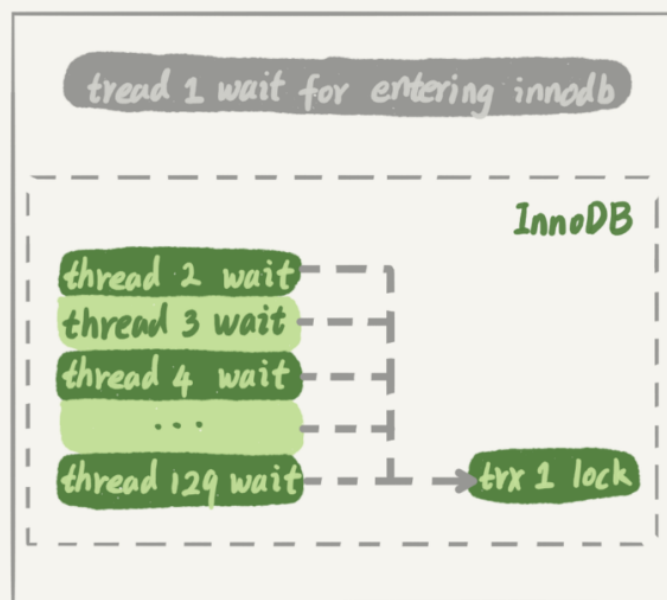 tread 1 wait for entering innodb
InnoDB
thread 2 wait
thread 3 wait
thread 4 wait
...
thread 129 wait
trx 1 lock